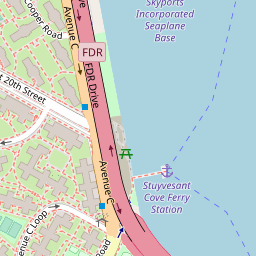 Skyports
Incorporated
Seaplane
Base
Cooper Road
Avenue C
FDR
FDR Drive
20th Street
Avenue C
Stuyvesant
Cove Ferry
Station
Avenue C Loop
Road